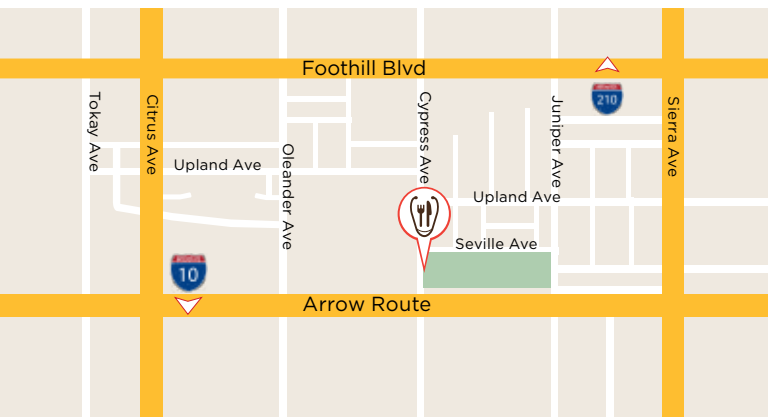 Foothill Blvd
210
Tokay Ave
Citrus Ave
Cypress Ave
Juniper Ave
Sierra Ave
Oleander Ave
Upland Ave
Upland Ave
Seville Ave
10
Arrow Route